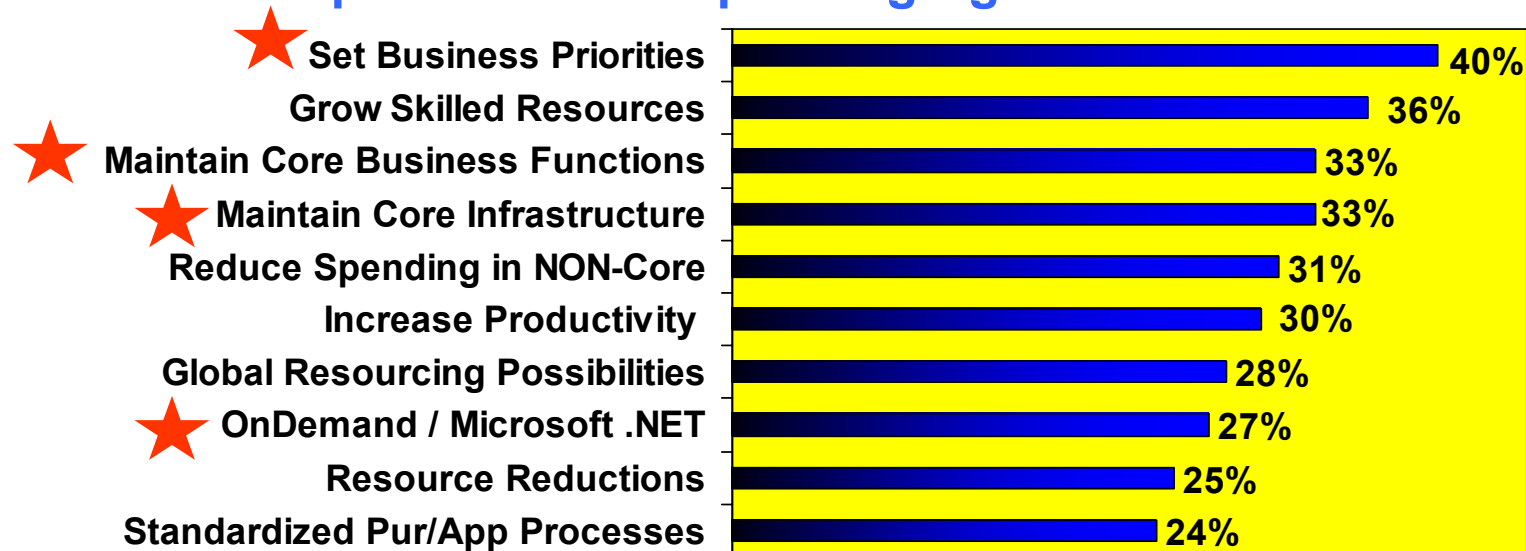 Set Business Priorities 40%
Grow Skilled Resources 36%
Maintain Core Business Functions 33%
Maintain Core Infrastructure 33%
Reduce Spending in NON-Core 31%
Increase Productivity 30%
Global Resourcing Possibilities 28%
OnDemand / Microsoft .NET 27%
Resource Reductions 25%
Standardized Pur/App Processes 24%